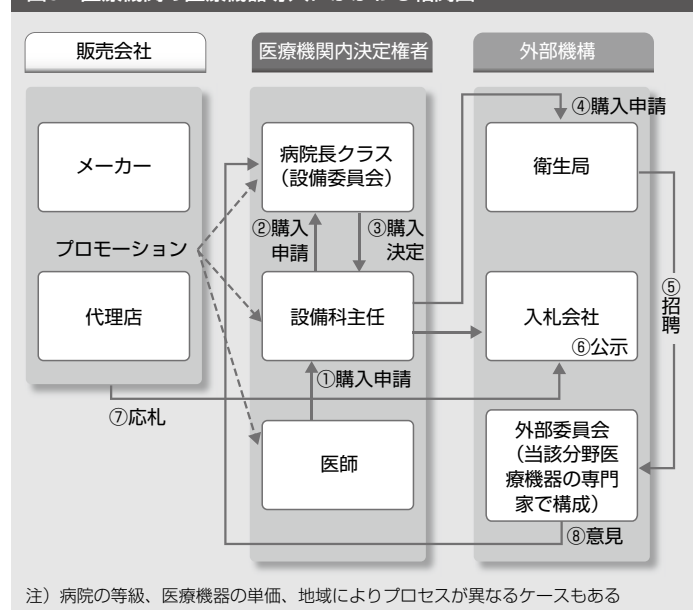 販売会社
医療機関内決定権者
外部機構
メーカー
プロモーション
代理店
⑦応札
病院長クラス
（設備委員会）
②購入
申請
③購入
決定
設備科主任
①購入申請
医師
④購入申請
衛生局
⑤招聘
入札会社
⑥公示
外部委員会
（当該分野医
療機器の専門
家で構成）
⑧意見
注）病院の等級、医療機器の単価、地域によりプロセスが異なるケースもある